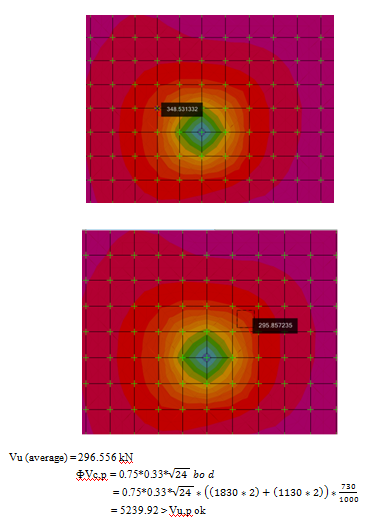 348.531332
295.857235
Vu (average) = 296.556 kN
ΦVc,p = 0.75*0.33*√24 bo d
= 0.75*0.33*√24 * ((1830 * 2) + (1130 * 2)) * 730/1000
= 5239.92 > Vu,p ok